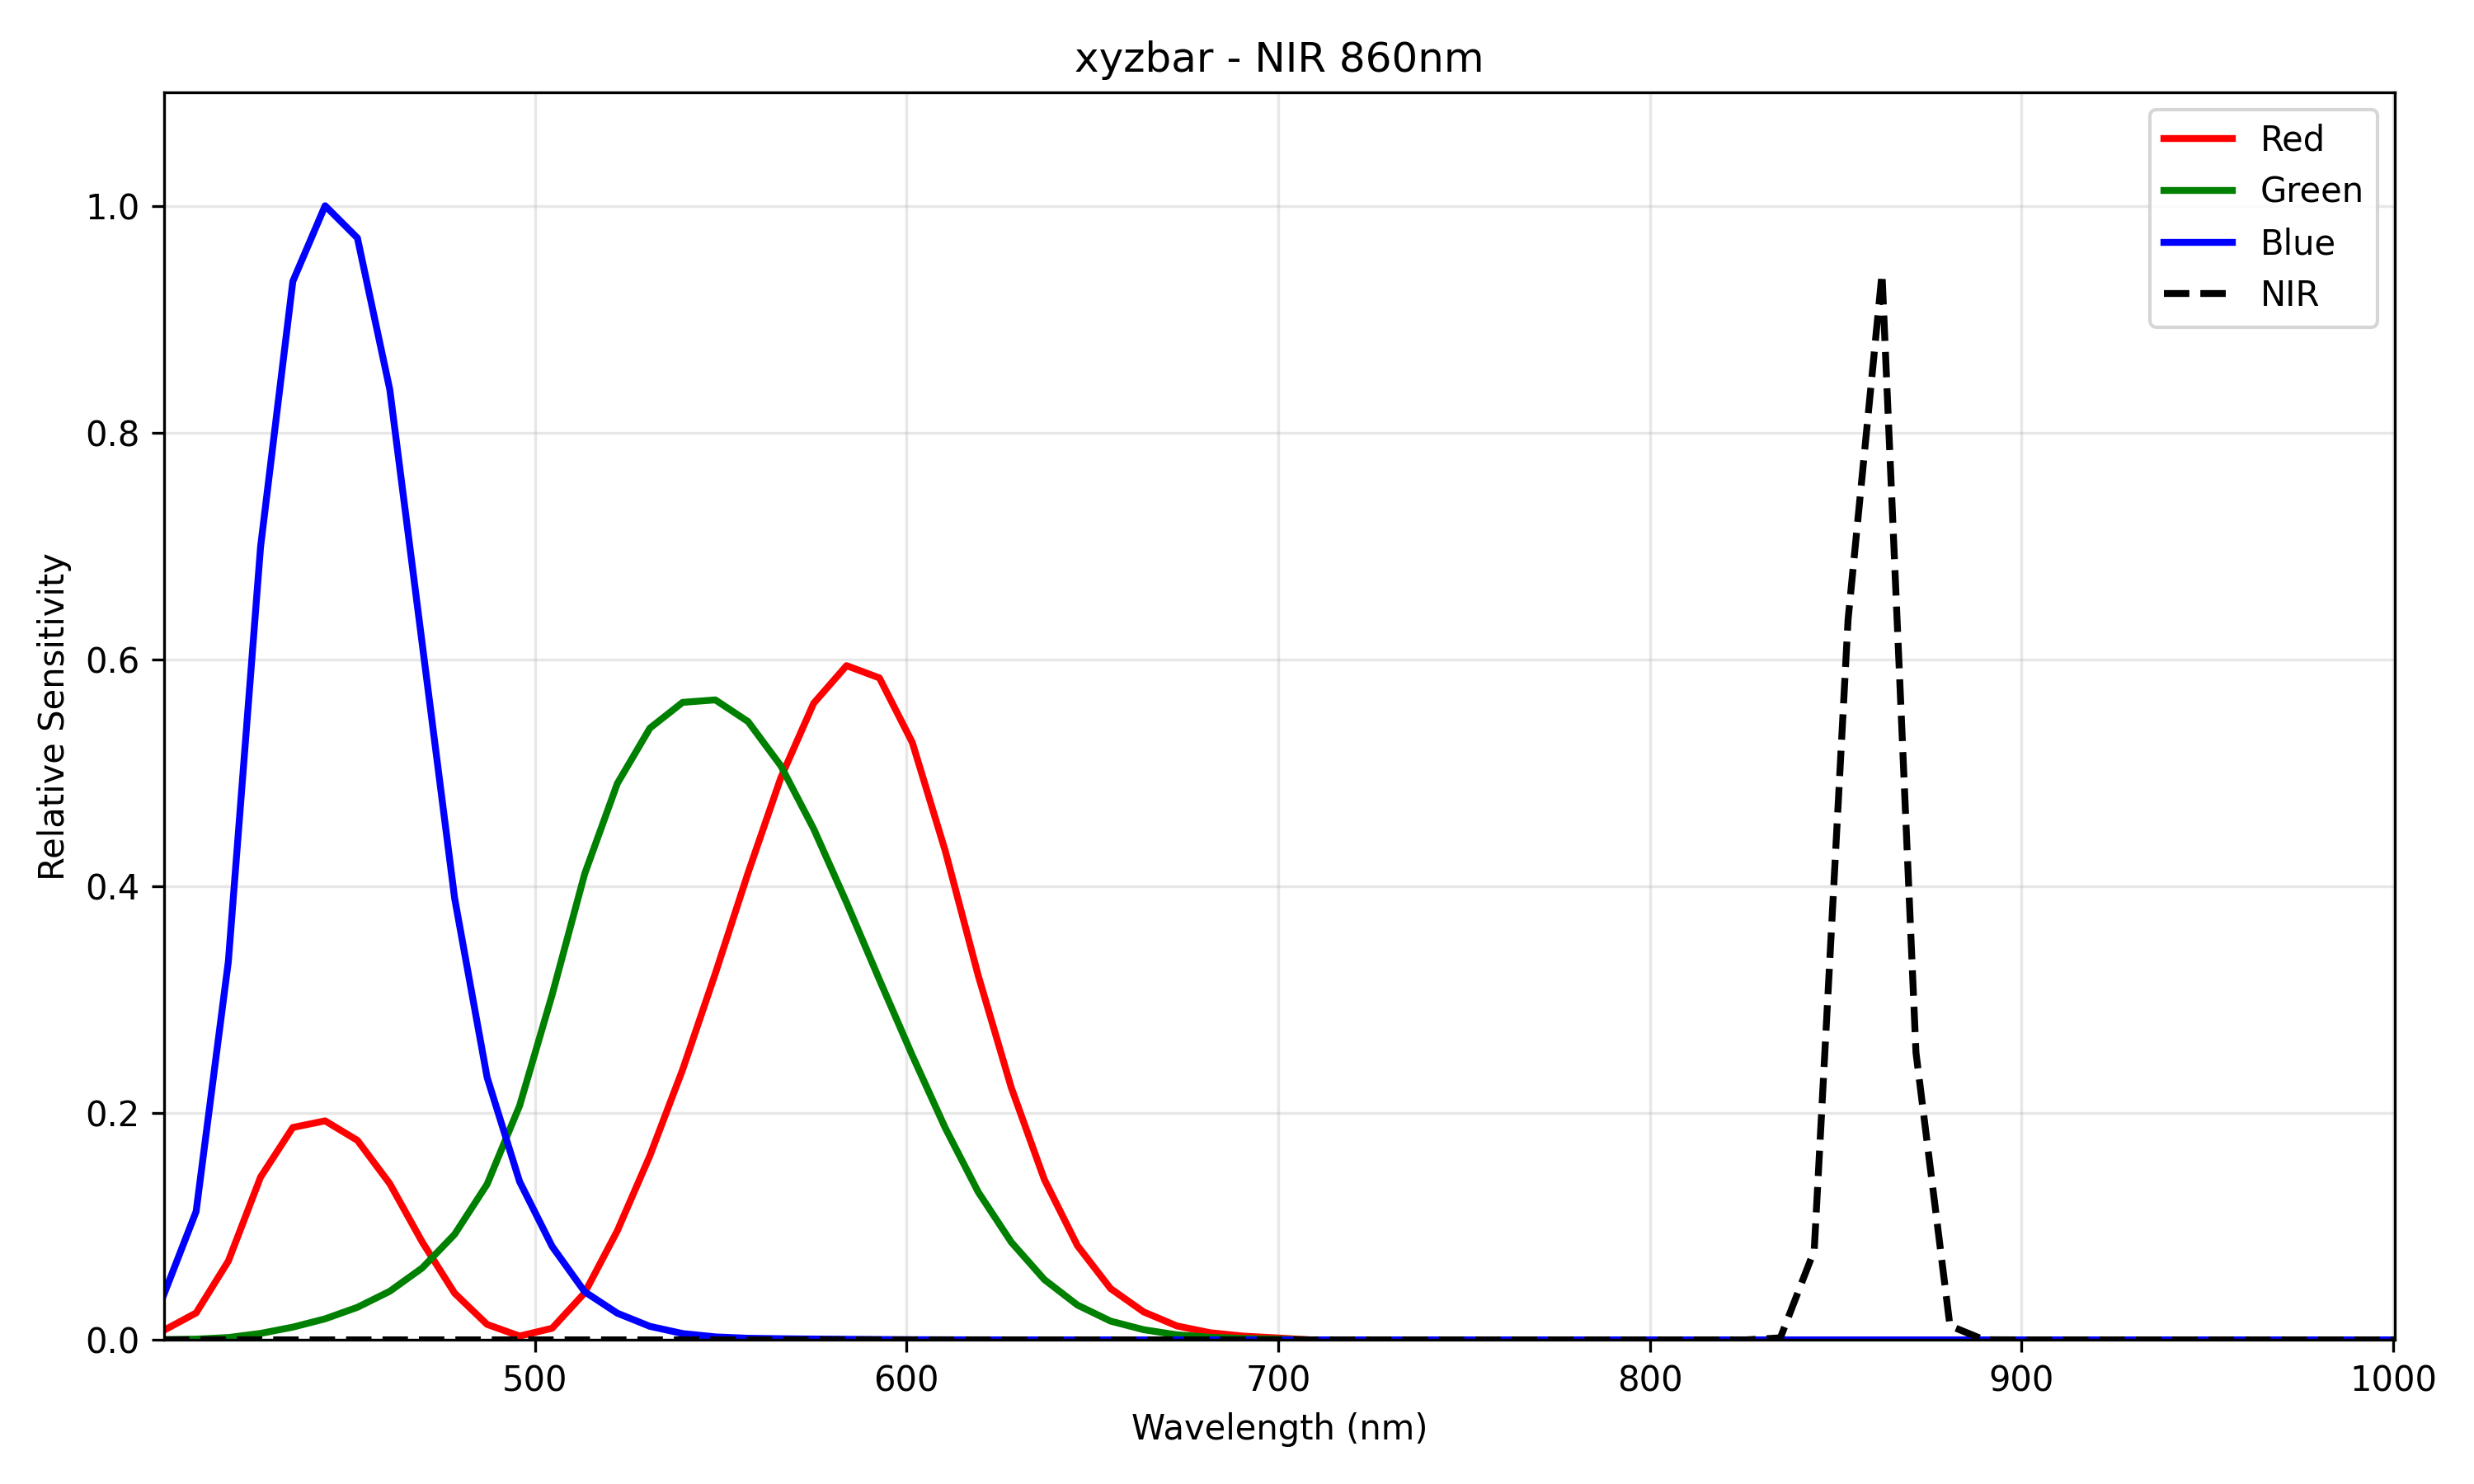 xyzbar - NIR 860nm
Red
Green
Blue
NIR
1.0
0.8
0.6
0.4
0.2
0.0
Relative Sensitivity
500 600 700 800 900 1000
Wavelength (nm)